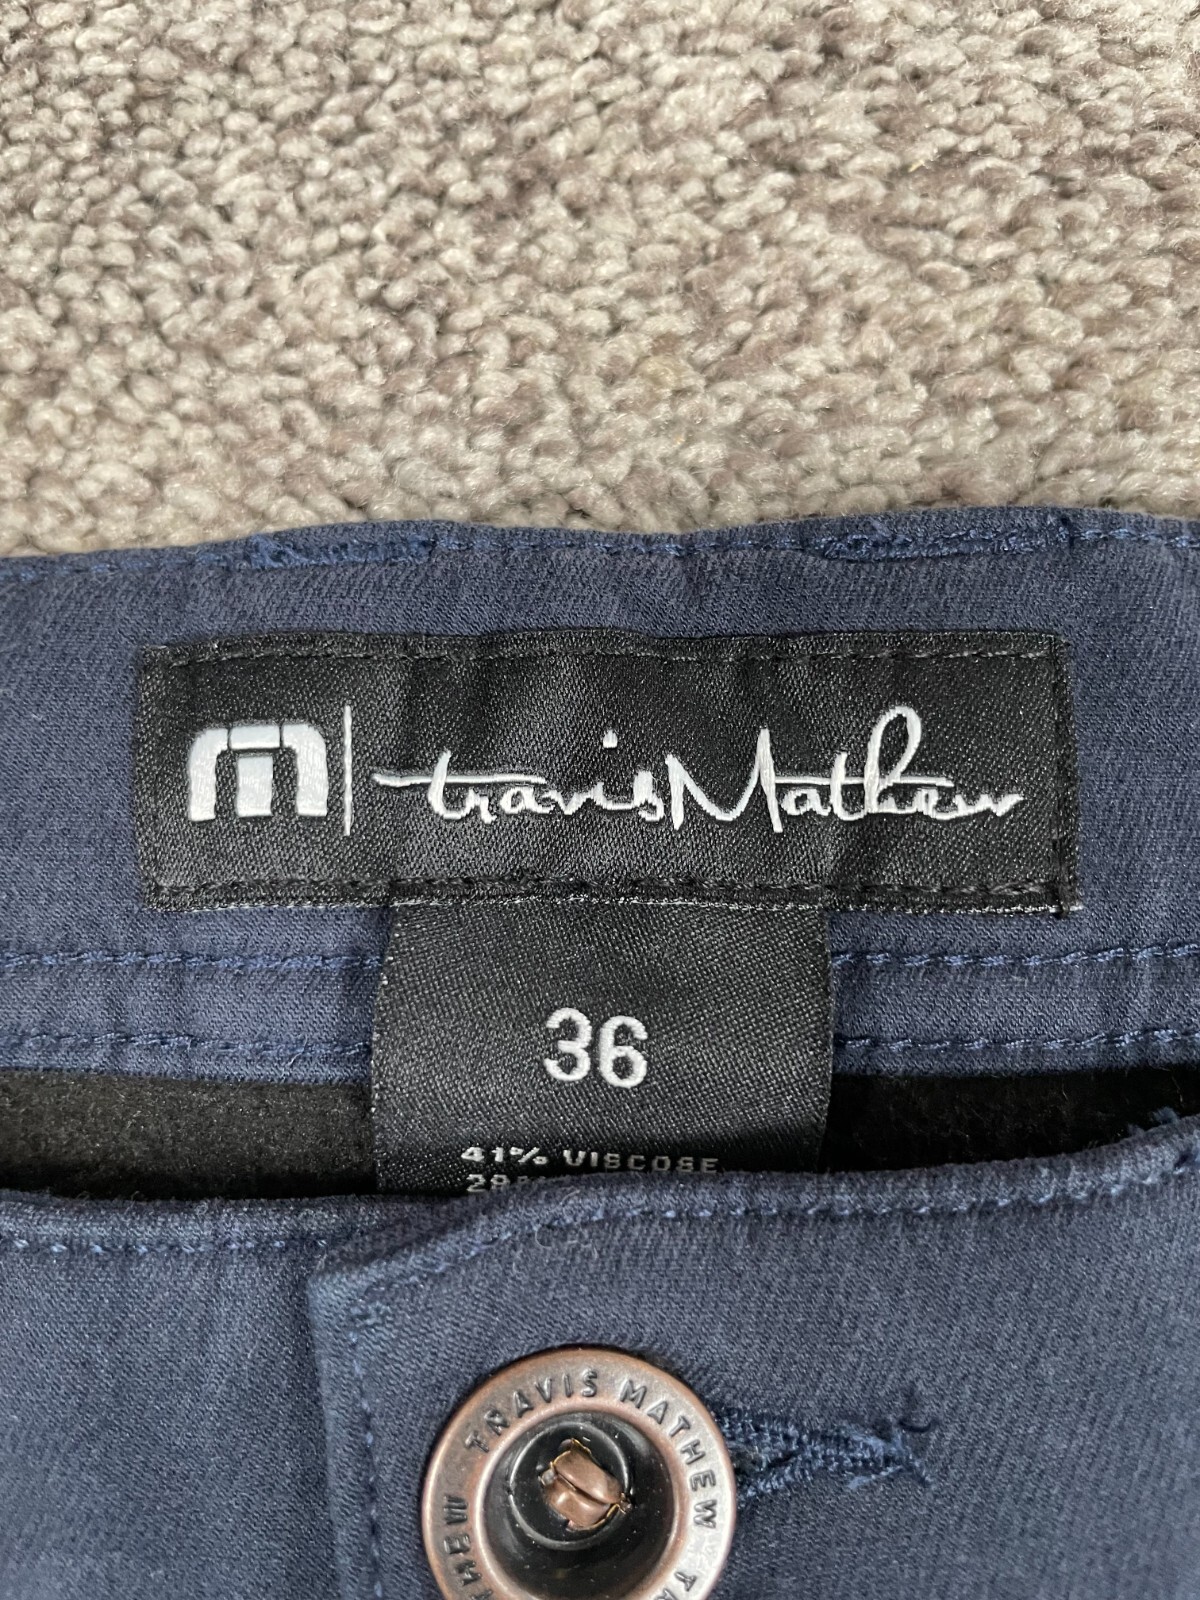 travisMathew
36
41% VISCOSE
TRAVIS MATHEW